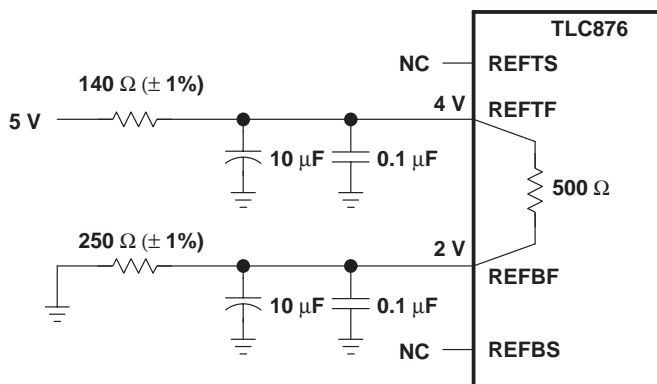 TLC876
NC
REFTS
140 Ω (± 1%)
4 V
REFTF
5 V
10 μF
0.1 μF
500 Ω
250 Ω (± 1%)
2 V
REFBF
10 μF
0.1 μF
NC
REFBS